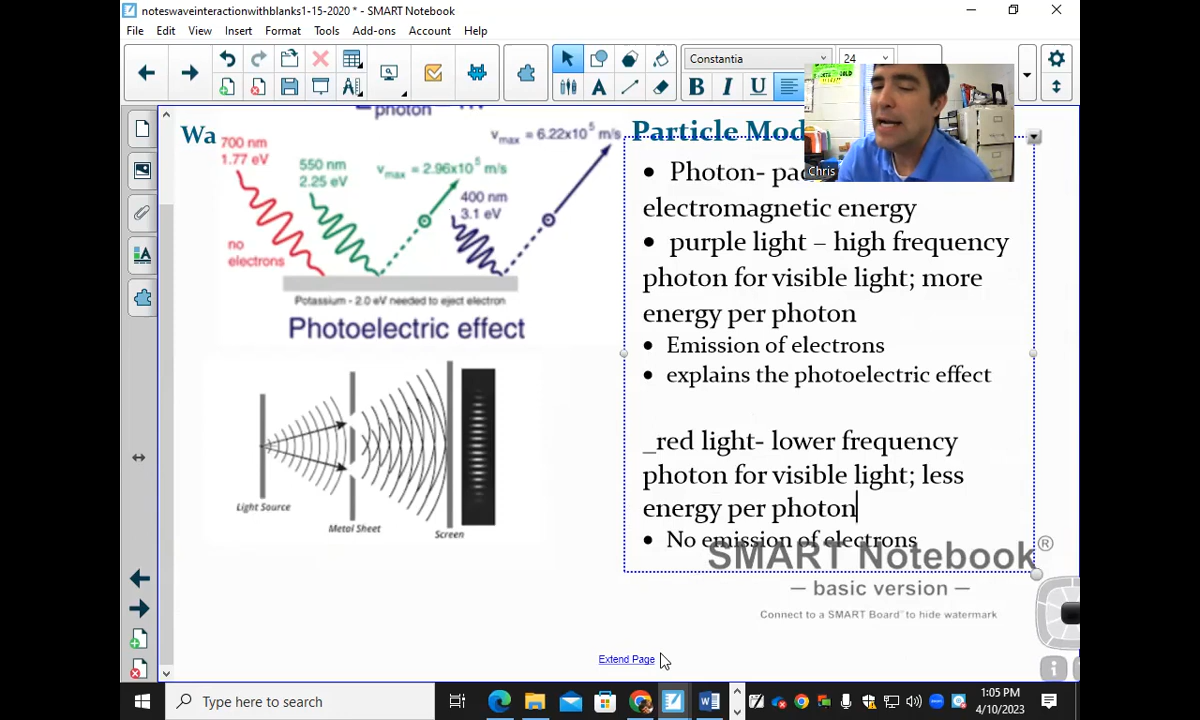 noteswaveinteractionwithblanks1-15-2020 * - SMART Notebook
File Edit View Insert Format Tools Add-ons Account Help
Constantia 24
B I U
Chris
photon
Wa
700 nm
1.77 eV
550 nm
2.25 eV
vmax = 2.96x10^5 m/s
vmax = 6.22x10^5 m/s
400 nm
3.1 eV
no
electrons
Potassium - 2.0 eV needed to eject electron
Photoelectric effect
Light Source
Metal Sheet
Screen
Particle Mod
• Photon- pac
electromagnetic energy
• purple light – high frequency
photon for visible light; more
energy per photon
• Emission of electrons
• explains the photoelectric effect
_red light- lower frequency
photon for visible light; less
energy per photon
• No emission of electrons
SMART Notebook®
— basic version —
Connect to a SMART Board™ to hide watermark
Extend Page
Type here to search
1:05 PM
4/10/2023